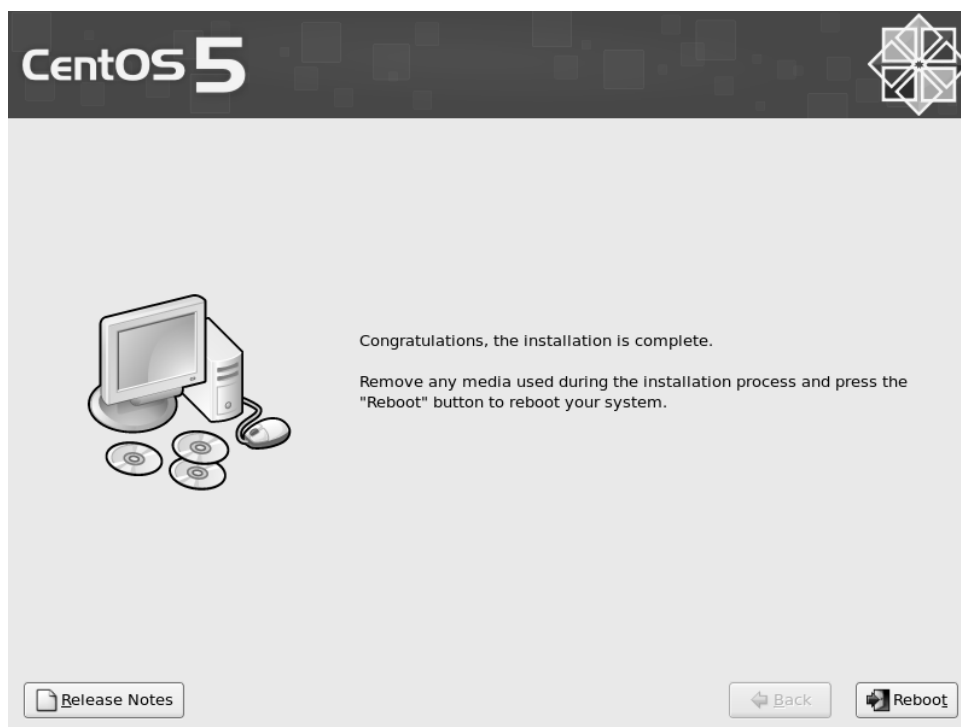 CentOS 5
Congratulations, the installation is complete.
Remove any media used during the installation process and press the
"Reboot" button to reboot your system.
Release Notes
Back
Reboot